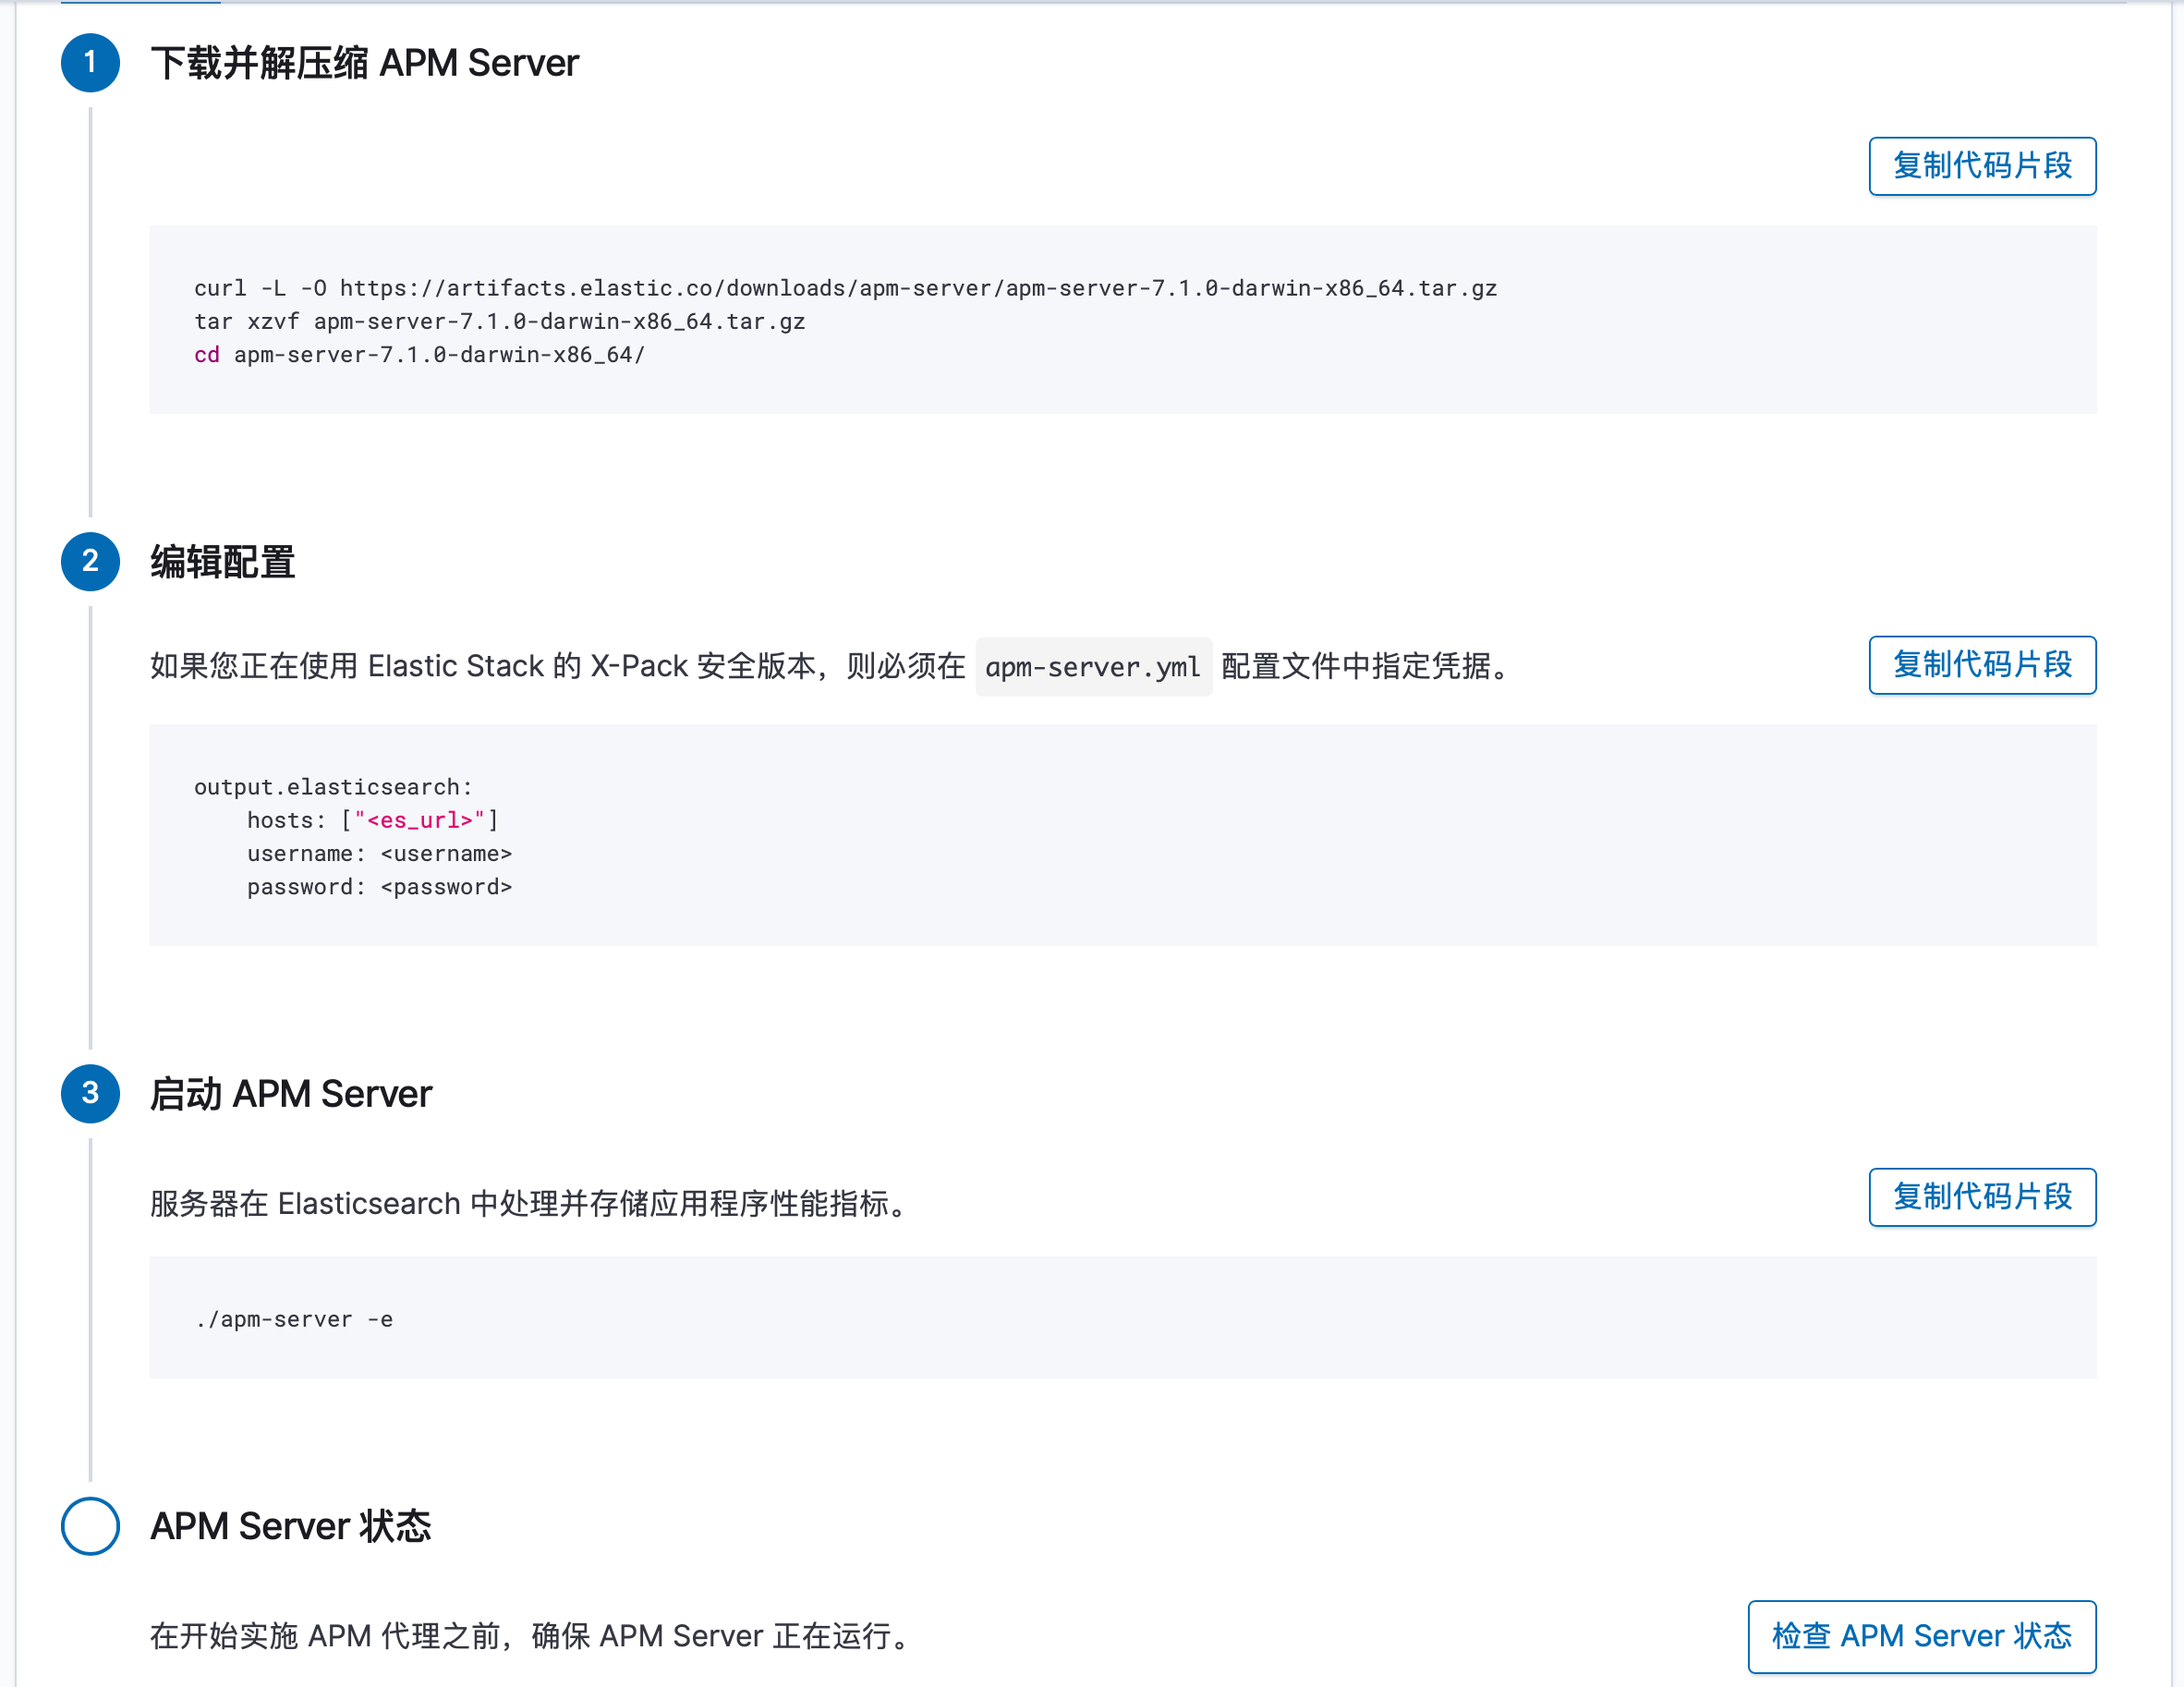 1 下载并解压缩 APM Server
复制代码片段
curl -L -O https://artifacts.elastic.co/downloads/apm-server/apm-server-7.1.0-darwin-x86_64.tar.gz
tar xzvf apm-server-7.1.0-darwin-x86_64.tar.gz
cd apm-server-7.1.0-darwin-x86_64/
2 编辑配置
如果您正在使用 Elastic Stack 的 X-Pack 安全版本，则必须在 apm-server.yml 配置文件中指定凭据。
复制代码片段
output.elasticsearch:
    hosts: ["<es_url>"]
    username: <username>
    password: <password>
3 启动 APM Server
服务器在 Elasticsearch 中处理并存储应用程序性能指标。
复制代码片段
./apm-server -e
APM Server 状态
在开始实施 APM 代理之前，确保 APM Server 正在运行。
检查 APM Server 状态